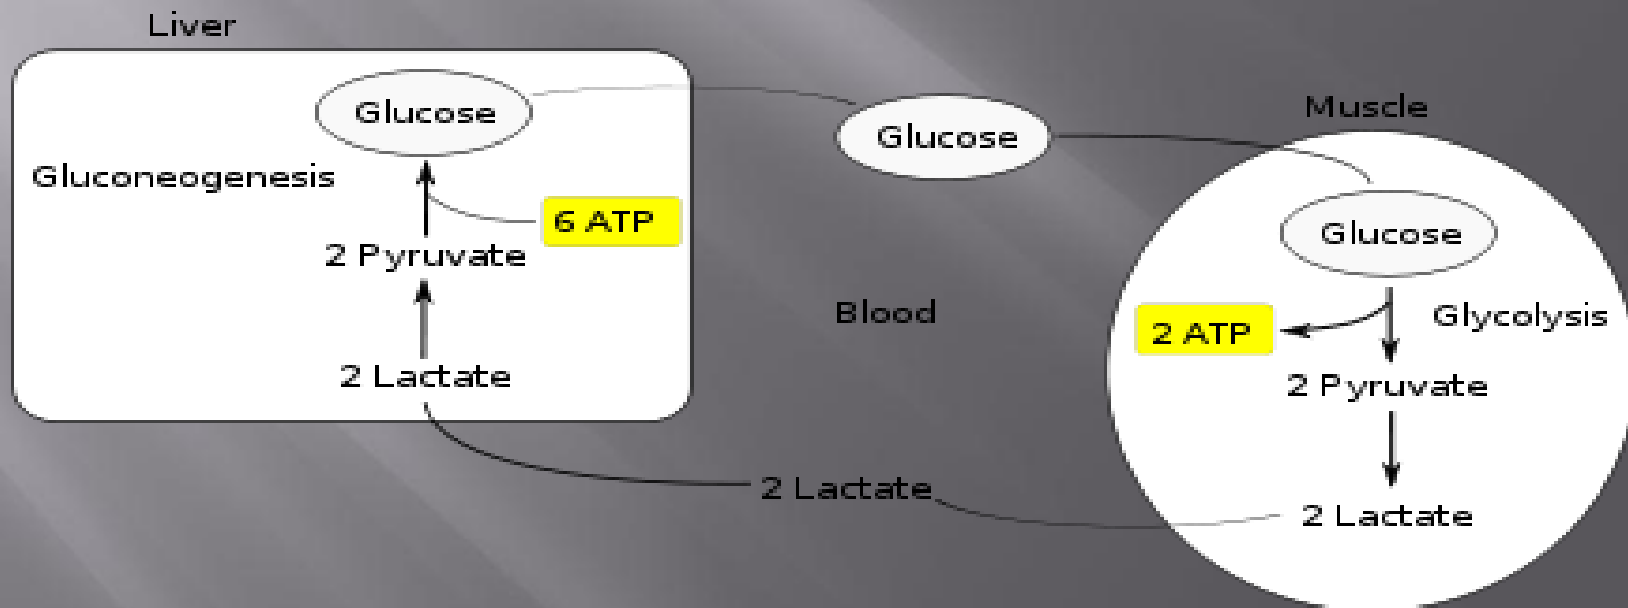 Liver
Glucose
Gluconeogenesis
6 ATP
2 Pyruvate
2 Lactate
Glucose
Blood
2 Lactate
Muscle
Glucose
2 ATP
Glycolysis
2 Pyruvate
2 Lactate